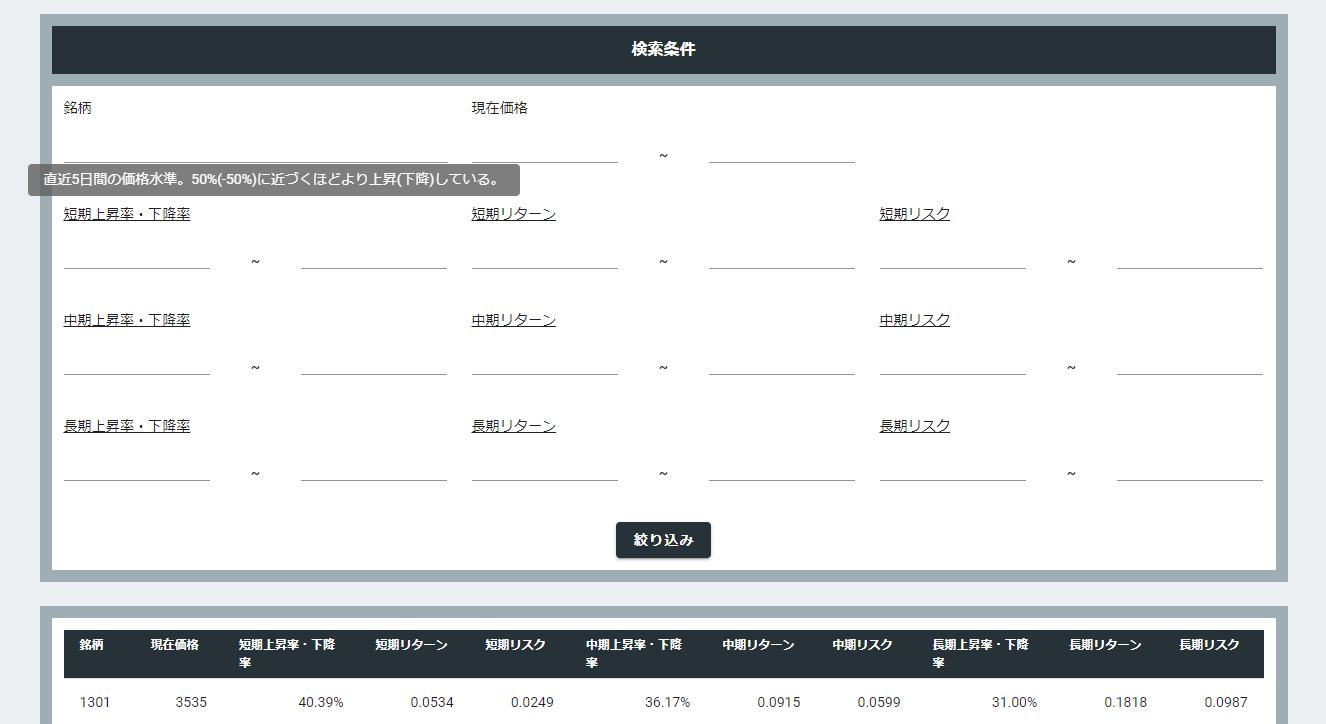 検索条件
銘柄 現在価格
~
直近5日間の価格水準。50%(-50%)に近づくほどより上昇(下降)している。
短期上昇率・下降率 短期リターン 短期リスク
~ ~ ~
中期上昇率・下降率 中期リターン 中期リスク
~ ~ ~
長期上昇率・下降率 長期リターン 長期リスク
~ ~ ~
絞り込み
銘柄 現在価格 短期上昇率・下降率 短期リターン 短期リスク 中期上昇率・下降率 中期リターン 中期リスク 長期上昇率・下降率 長期リターン 長期リスク
1301 3535 40.39% 0.0534 0.0249 36.17% 0.0915 0.0599 31.00% 0.1818 0.0987